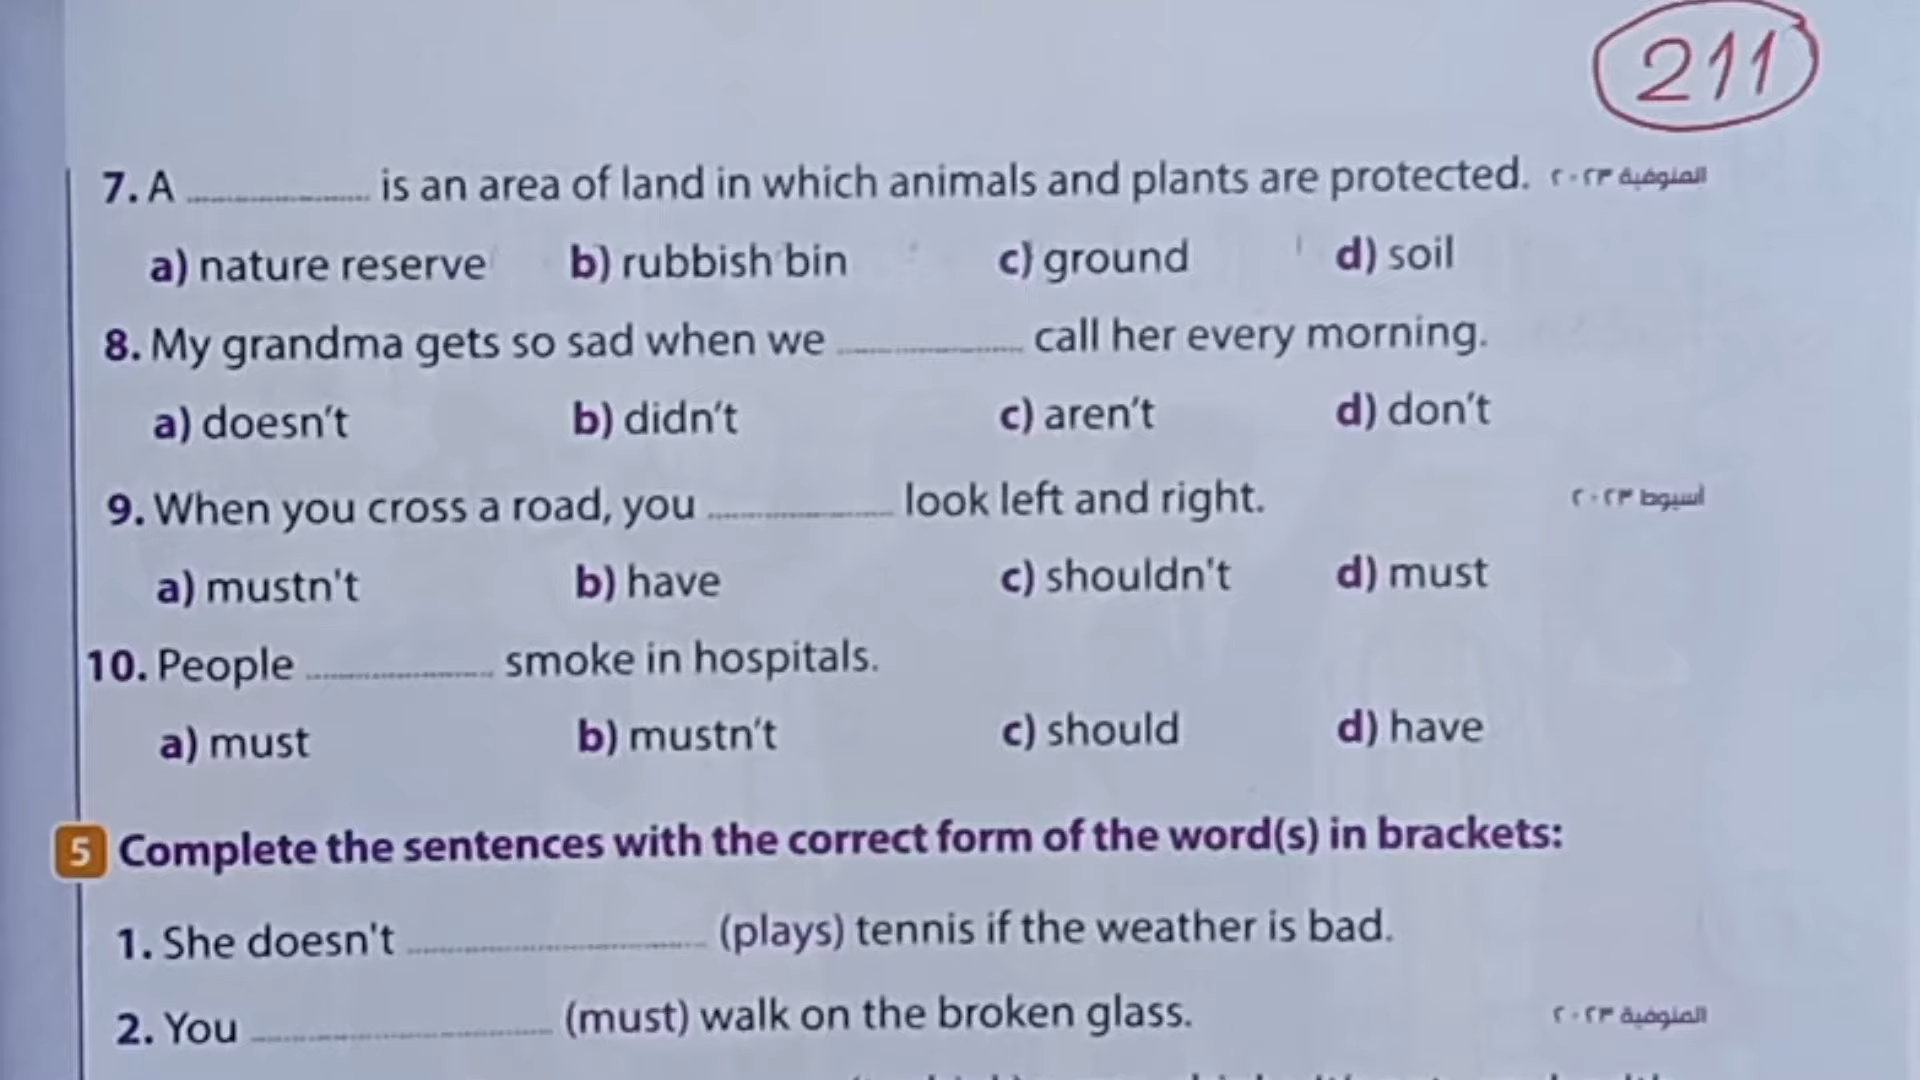 211
7. A .................. is an area of land in which animals and plants are protected. المنوفية ٢٠٢٣
a) nature reserve b) rubbish bin c) ground d) soil
8. My grandma gets so sad when we .................. call her every morning.
a) doesn't b) didn't c) aren't d) don't
9. When you cross a road, you .................. look left and right. أسيوط ٢٠٢٣
a) mustn't b) have c) shouldn't d) must
10. People .................. smoke in hospitals.
a) must b) mustn't c) should d) have
5 Complete the sentences with the correct form of the word(s) in brackets:
1. She doesn't .............................. (plays) tennis if the weather is bad.
2. You .............................. (must) walk on the broken glass. المنوفية ٢٠٢٣